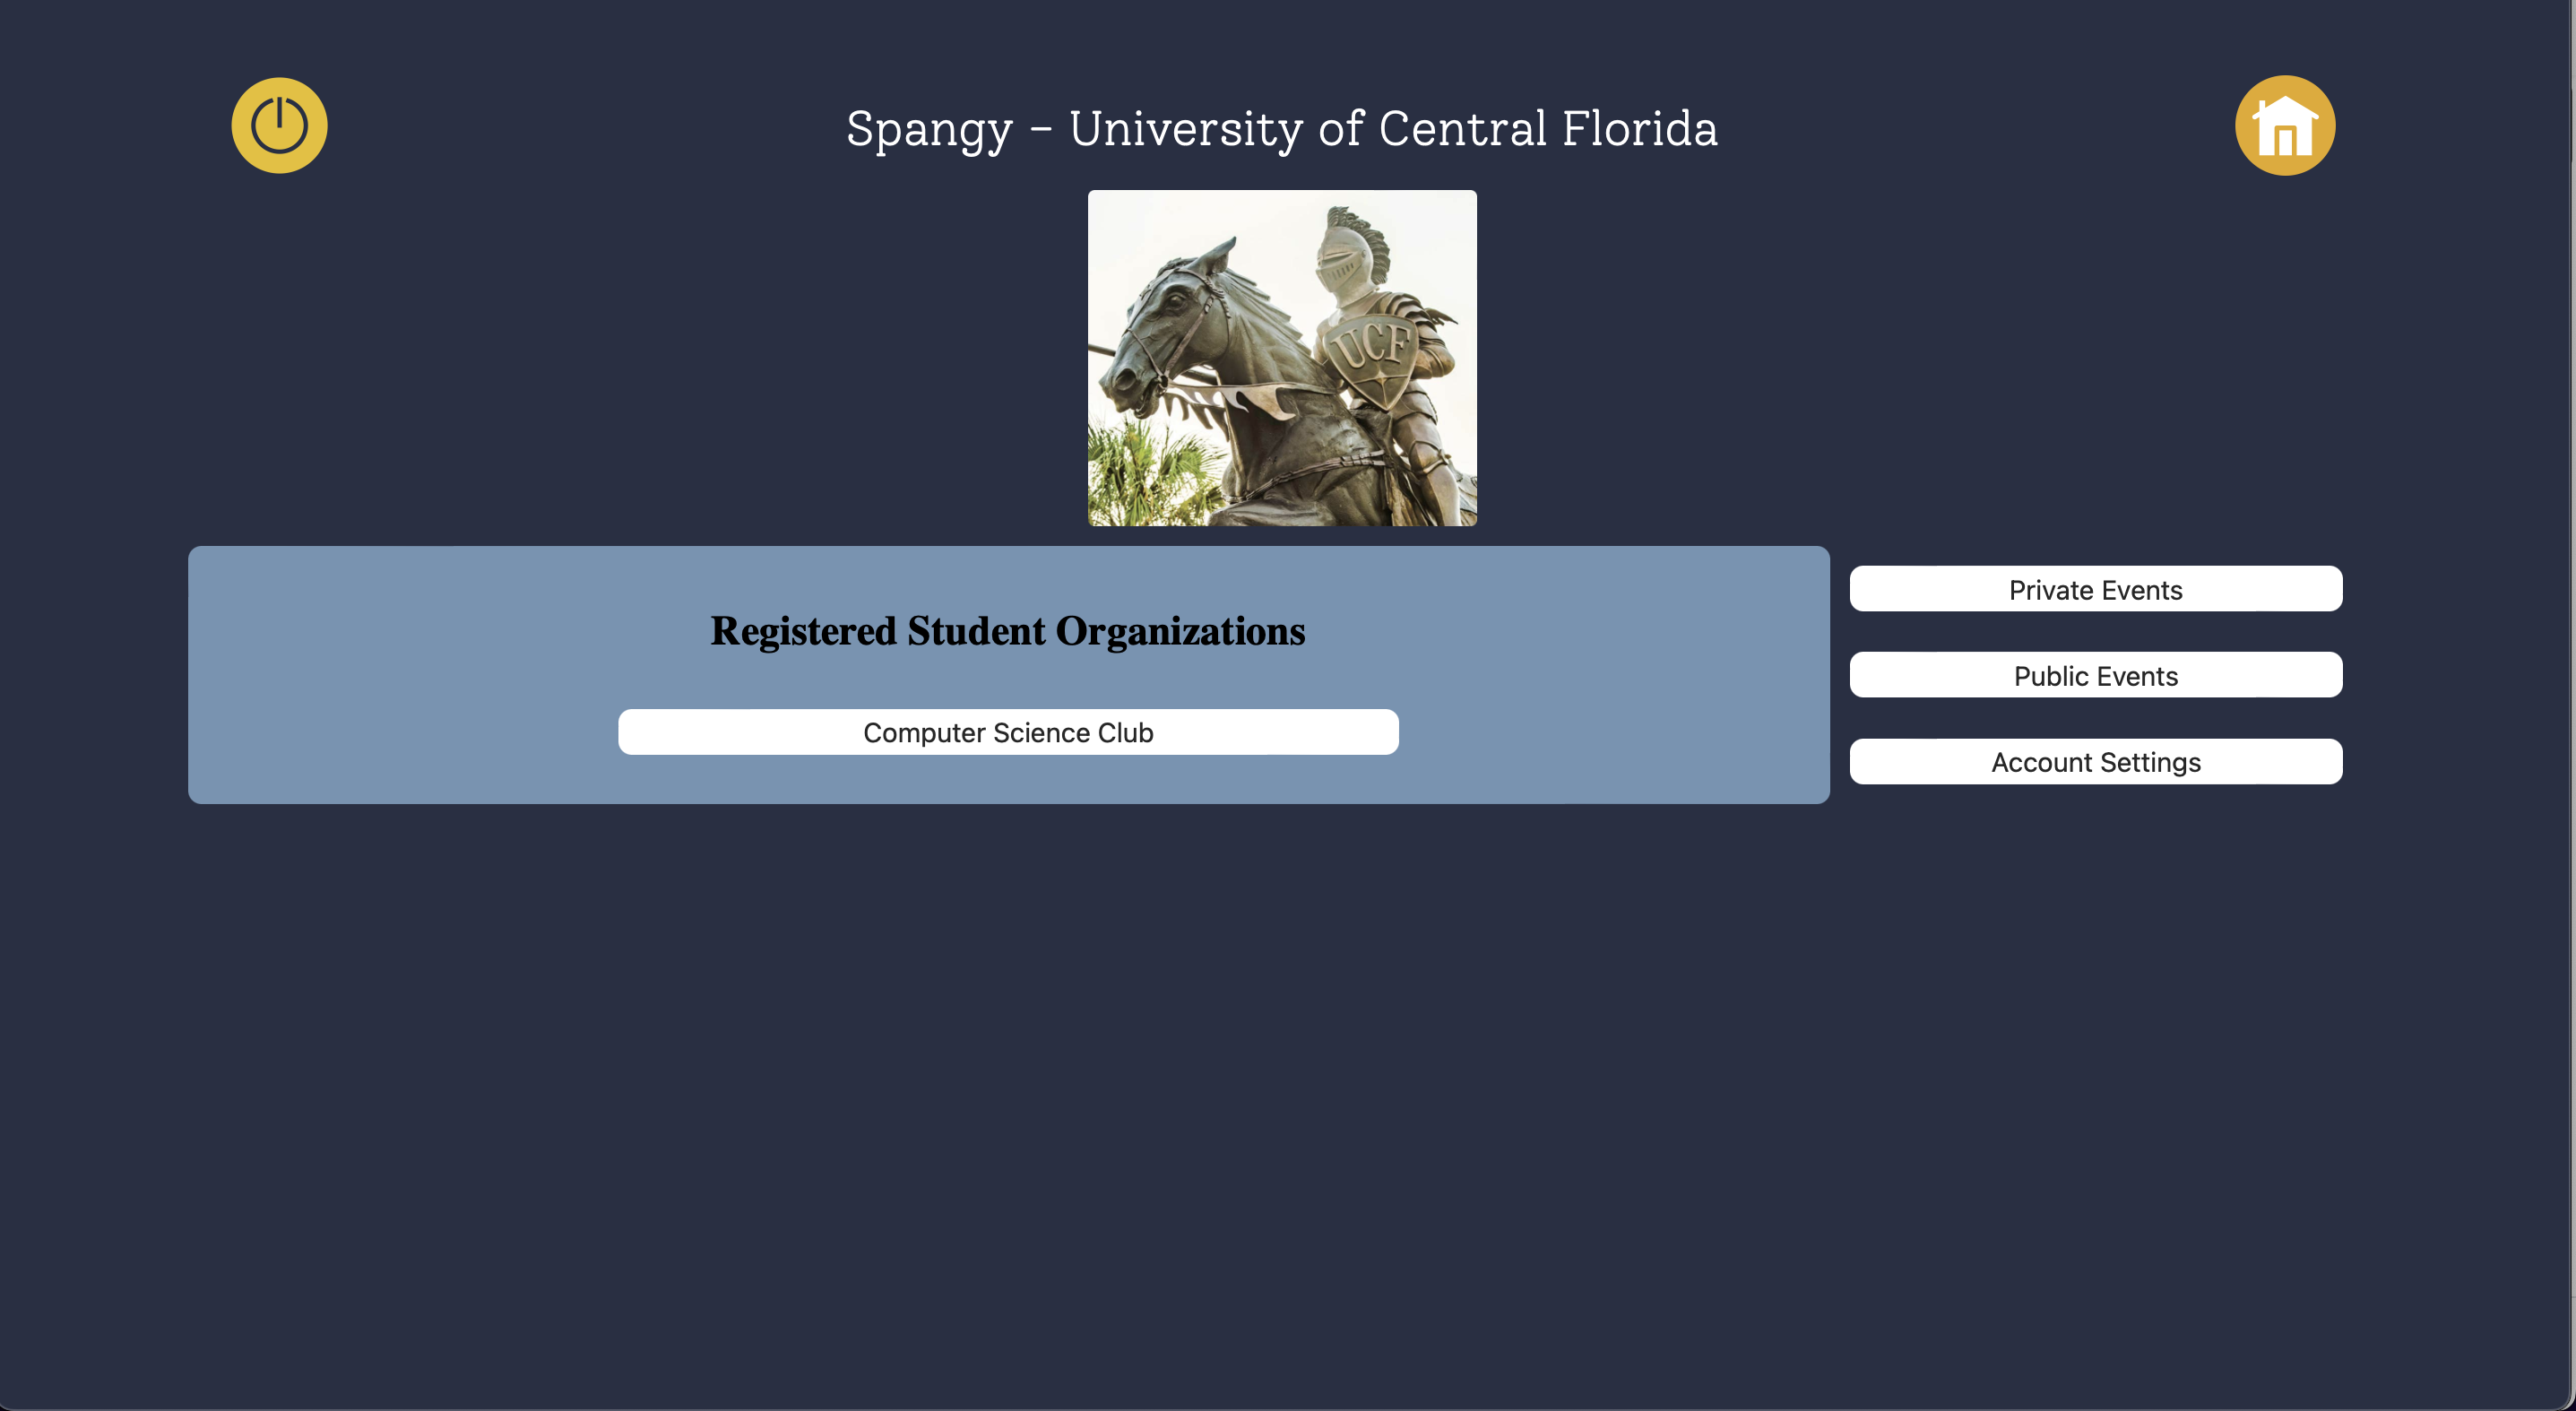 Spangy – University of Central Florida
UCF
Registered Student Organizations
Computer Science Club
Private Events
Public Events
Account Settings